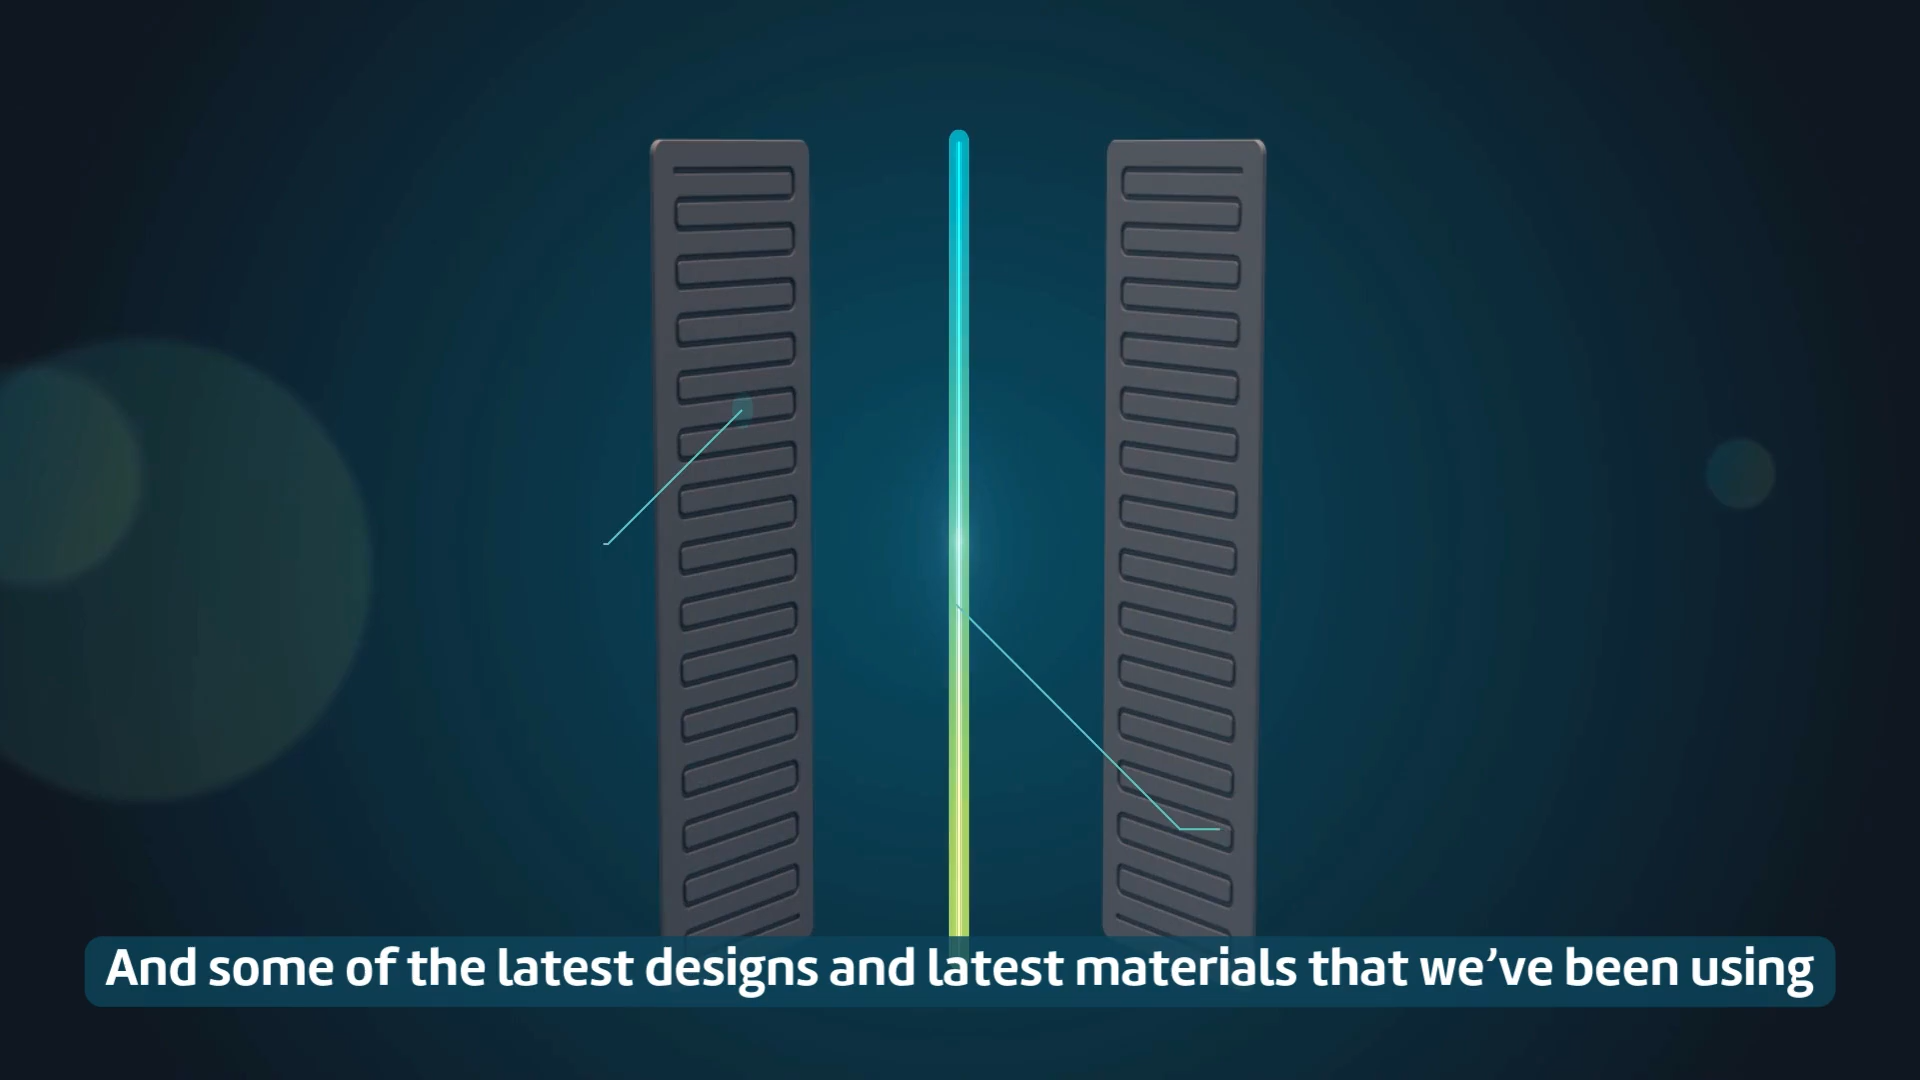 And some of the latest designs and latest materials that we’ve been using